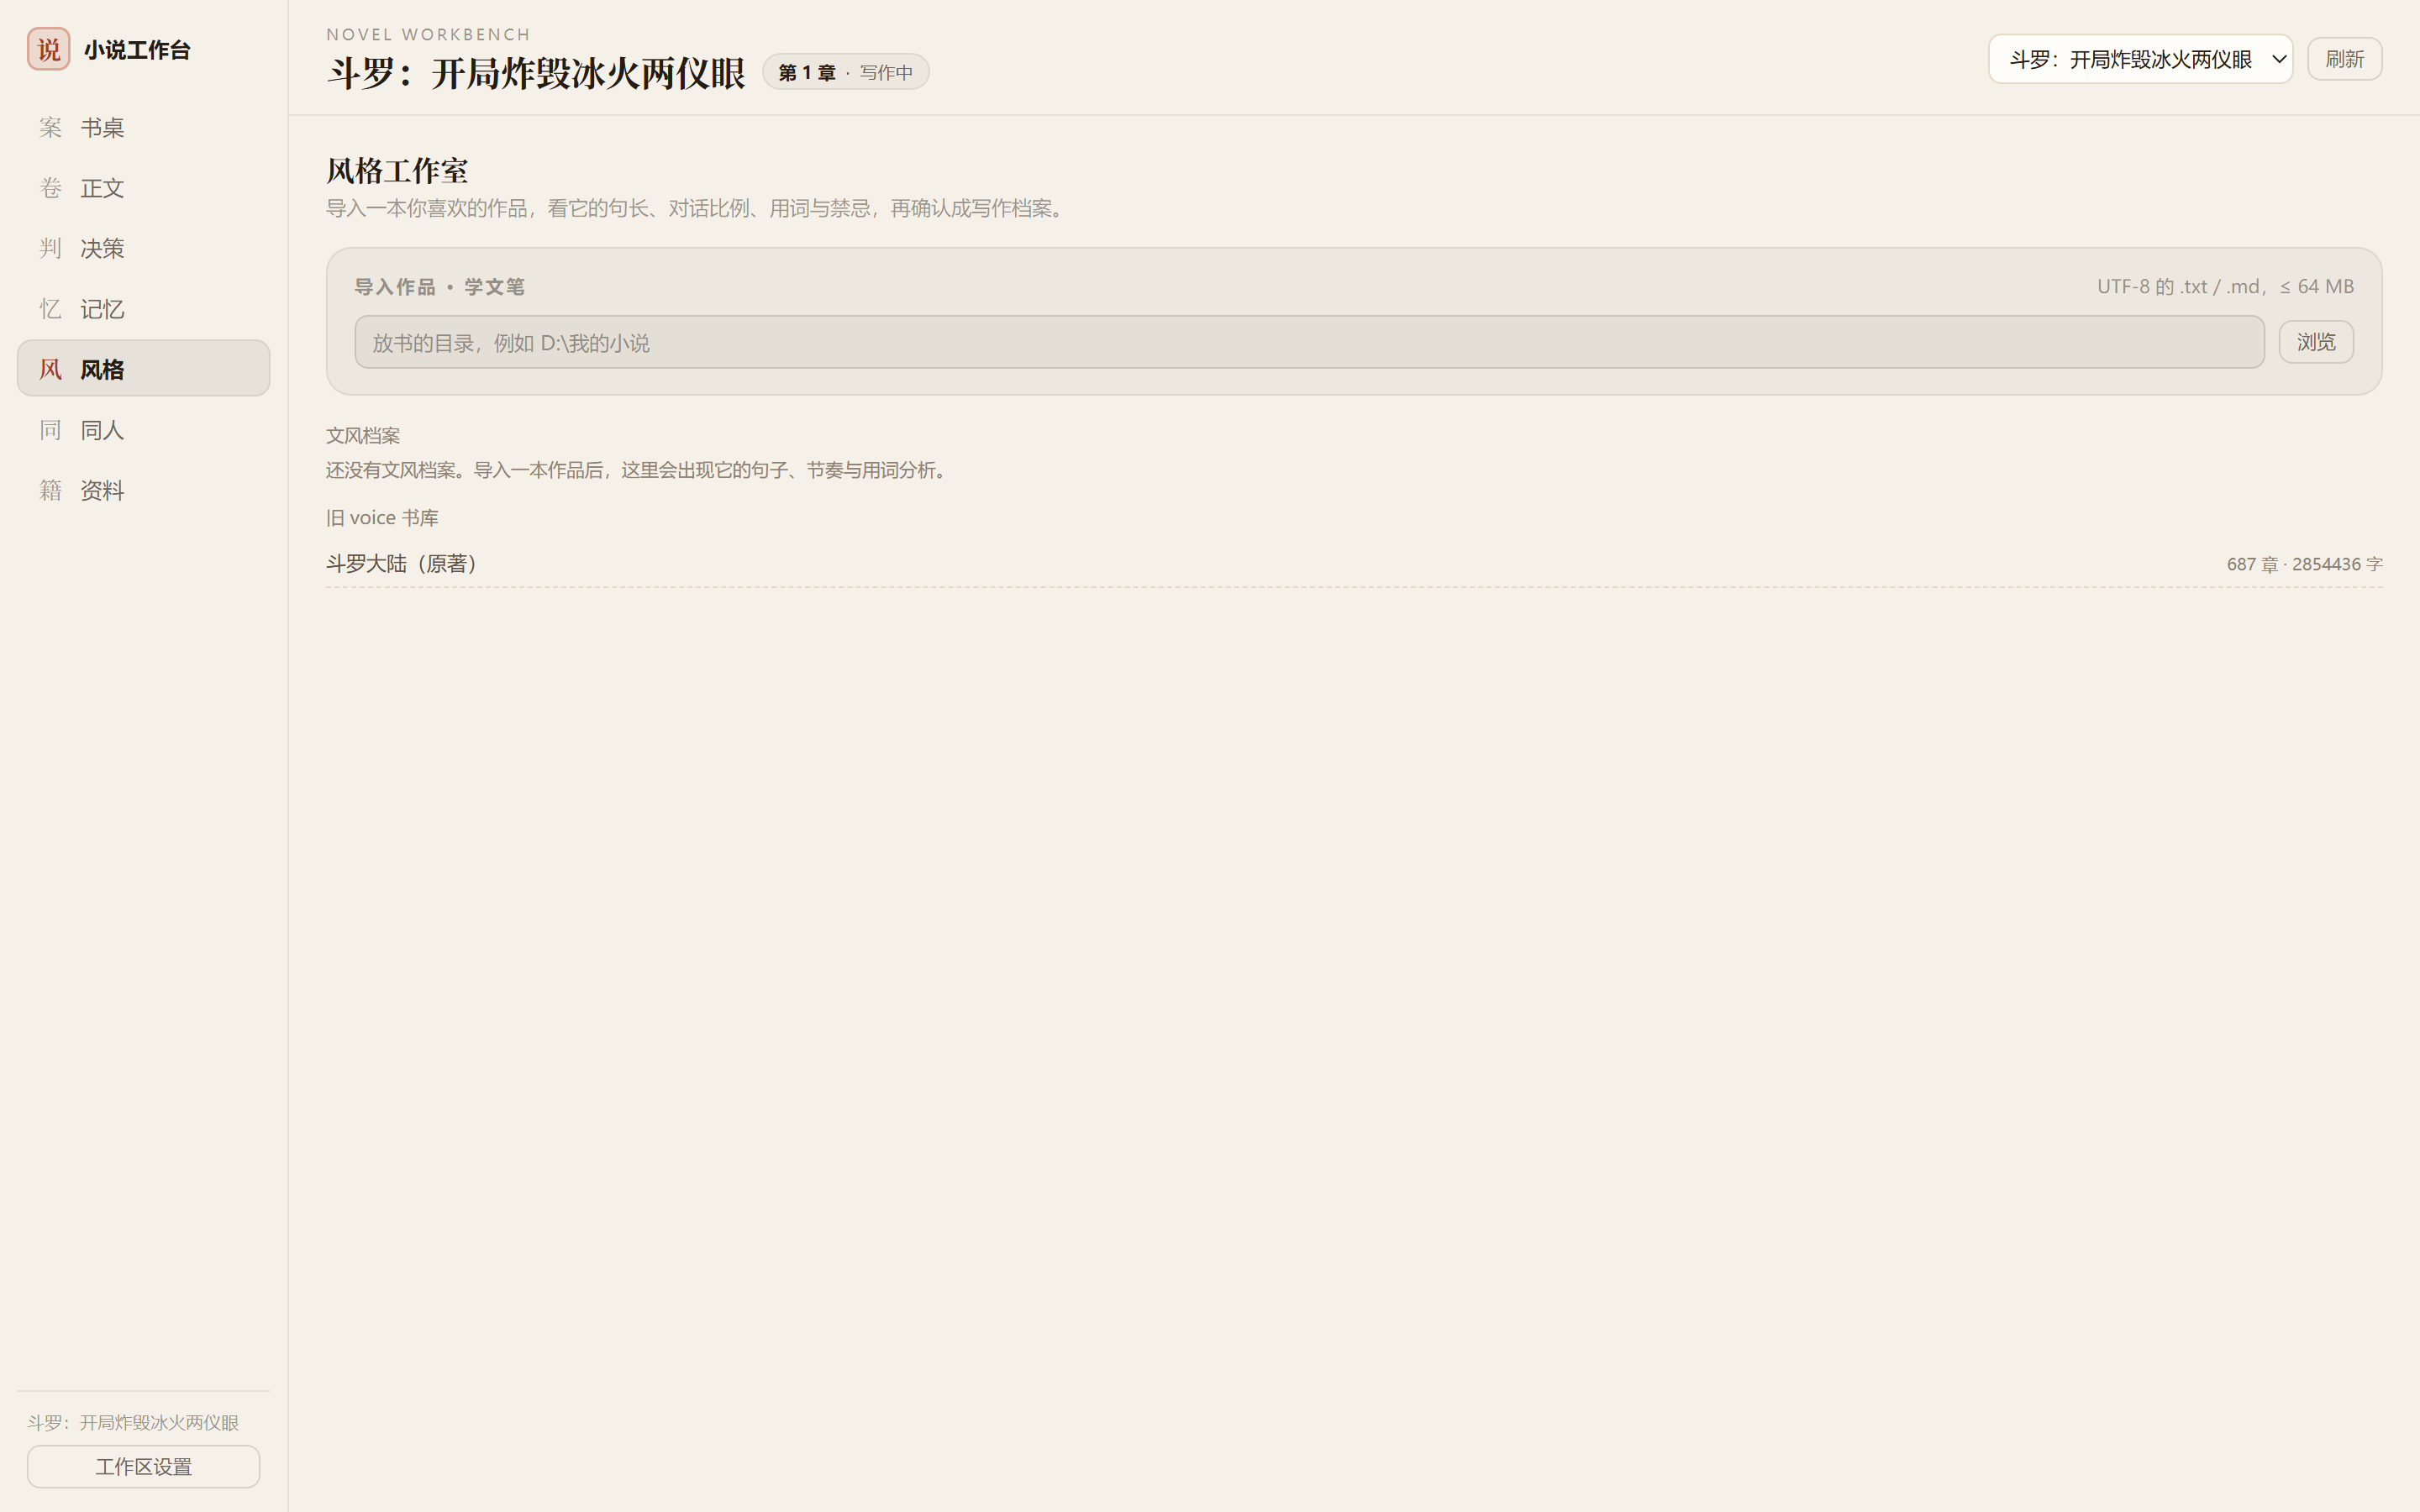 说 小说工作台
案 书桌
卷 正文
判 决策
忆 记忆
风 风格
同 同人
籍 资料
斗罗：开局炸毁冰火两仪眼
工作区设置
NOVEL WORKBENCH
斗罗：开局炸毁冰火两仪眼 第 1 章 · 写作中
斗罗：开局炸毁冰火两仪眼 刷新
风格工作室
导入一本你喜欢的作品，看它的句长、对话比例、用词与禁忌，再确认成写作档案。
导入作品 · 学文笔 UTF-8 的 .txt / .md，≤ 64 MB
放书的目录，例如 D:\我的小说 浏览
文风档案
还没有文风档案。导入一本作品后，这里会出现它的句子、节奏与用词分析。
旧 voice 书库
斗罗大陆（原著） 687 章 · 2854436 字